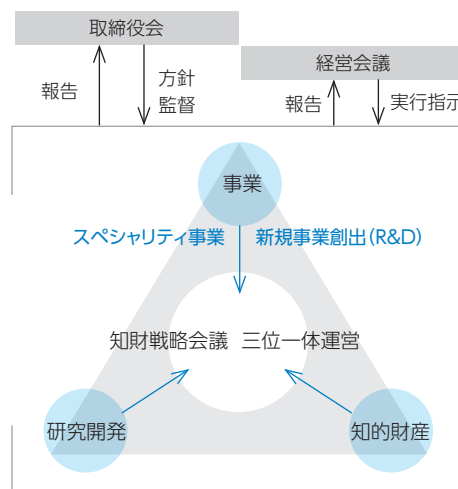 取締役会
経営会議
報告
方針
監督
報告
実行指示
事業
スペシャリティ事業 新規事業創出(R&D)
知財戦略会議 三位一体運営
研究開発
知的財産